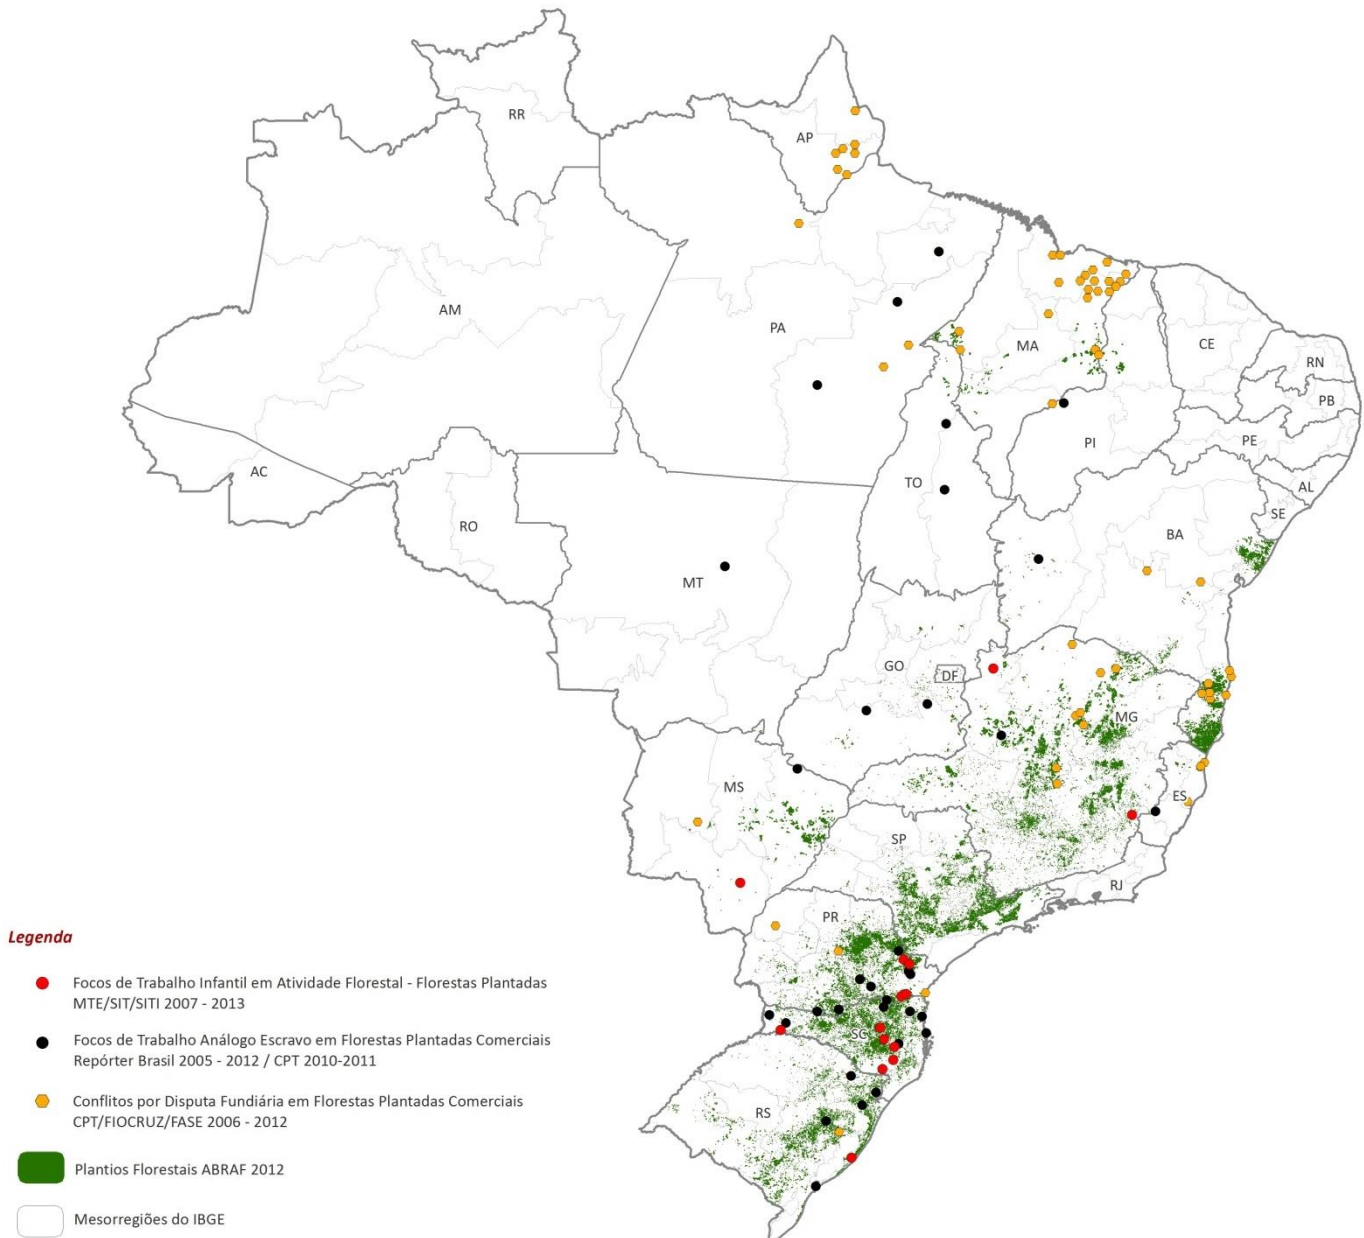 RR
AP
AM
PA
MA
CE
RN
PB
PE
PI
AL
SE
AC
RO
TO
BA
MT
GO
DF
MG
MS
ES
SP
RJ
PR
SC
RS
Legenda
Focos de Trabalho Infantil em Atividade Florestal - Florestas Plantadas
MTE/SIT/SITI 2007 - 2013
Focos de Trabalho Análogo Escravo em Florestas Plantadas Comerciais
Repórter Brasil 2005 - 2012 / CPT 2010-2011
Conflitos por Disputa Fundiária em Florestas Plantadas Comerciais
CPT/FIOCRUZ/FASE 2006 - 2012
Plantios Florestais ABRAF 2012
Mesorregiões do IBGE